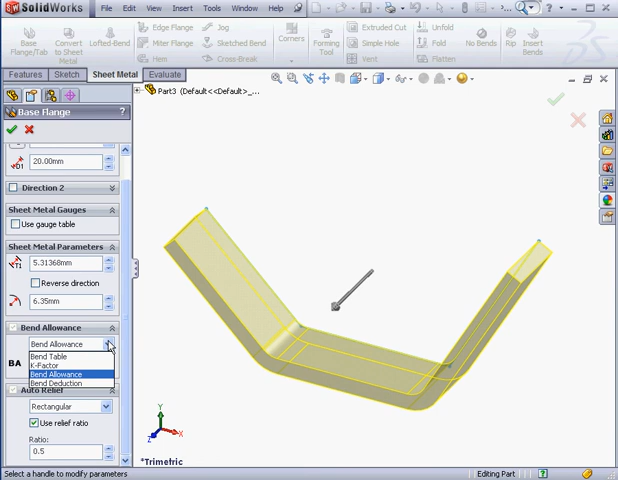 SolidWorks File Edit View Insert Tools Window Help
Base Flange/Tab
Convert to Sheet Metal
Lofted-Bend
Edge Flange
Miter Flange
Hem
Jog
Sketched Bend
Cross-Break
Corners
Forming Tool
Extruded Cut
Simple Hole
Vent
Unfold
Fold
Flatten
No Bends
Rip
Insert Bends
Features Sketch Sheet Metal Evaluate
Part3 (Default<<Default>_...
Base Flange ?
20.00mm
Direction 2
Sheet Metal Gauges
Use gauge table
Sheet Metal Parameters
T1 5.31368mm
Reverse direction
6.35mm
Bend Allowance
Bend Allowance
Bend Table
K-Factor
BA Bend Allowance
Bend Deduction
Auto Relief
Rectangular
Use relief ratio
Ratio:
0.5
Y
Z X
*Trimetric
Select a handle to modify parameters Editing Part